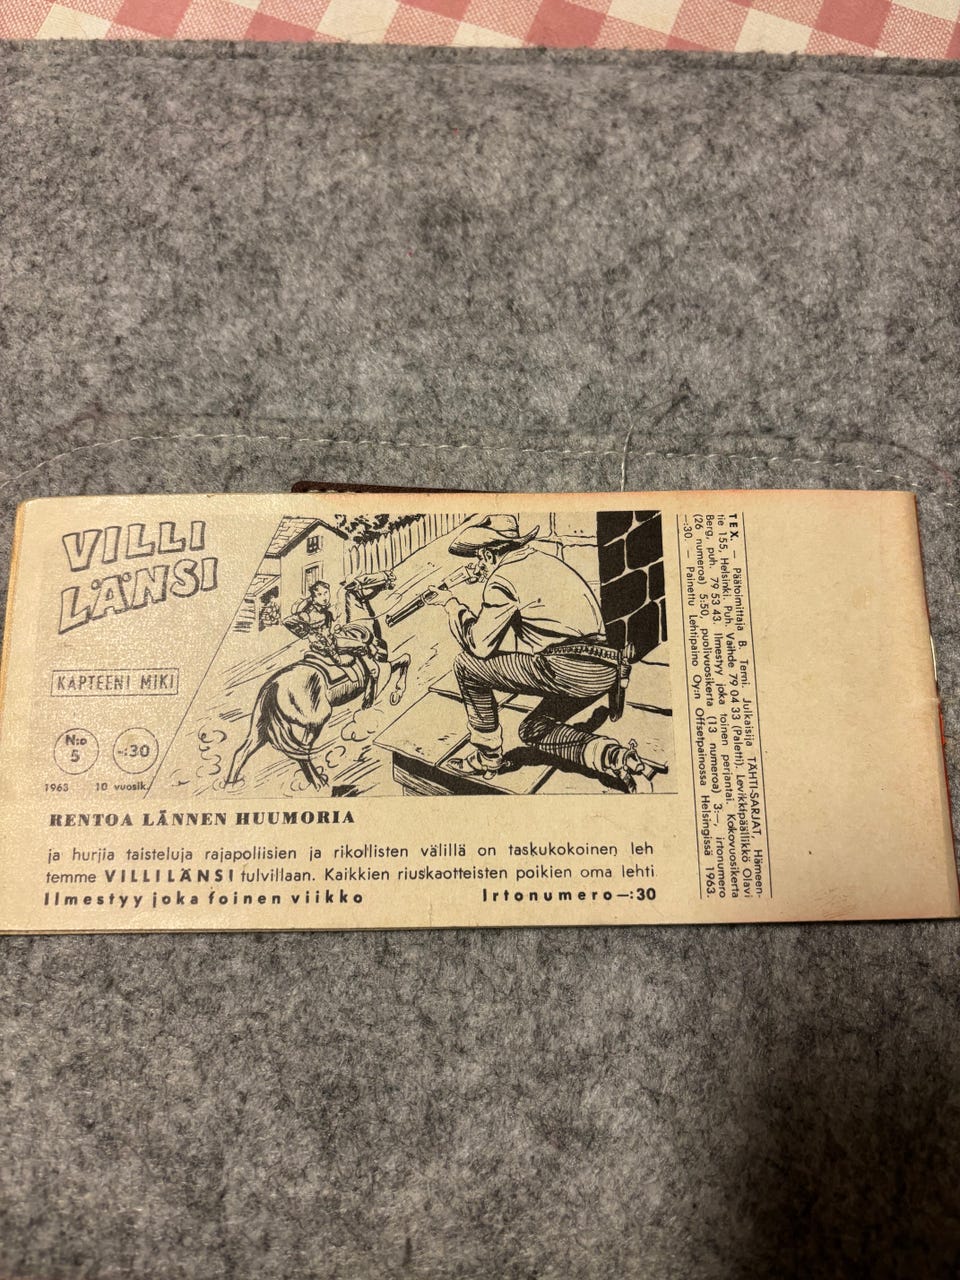 VILLI
LÄNSI
KAPTEENI MIKI
N:o
5
-:30
1963 10 vuosik.
RENTOA LÄNNEN HUUMORIA
ja hurjia taisteluja rajapoliisien ja rikollisten välillä on taskukokoinen leh
temme VILLI LÄNSI tulvillaan. Kaikkien riuskaotteisten poikien oma lehti
Ilmestyy joka toinen viikko Irtonumero —:30
TEX. — Päätoimittaja B. Temi. Julkaisija TÄHTI-SARJAT, Hämeen-
tie 155, Helsinki. Puh. Vaihde 79 04 33 (Paletti). Levikkipäällikkö Olavi
Berg, puh. 79 53 43. Ilmestyy joka toinen perjantai. Kokovuosikerta
(26 numeroa) 5:50, puolivuosikerta (13 numeroa) 3:—, irtonumero
—:30. — Painettu Lehtipaino Oy:n Offsetpainossa Helsingissä 1963.